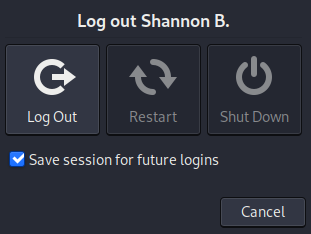 Log out Shannon B.
Log Out
Restart
Shut Down
Save session for future logins
Cancel